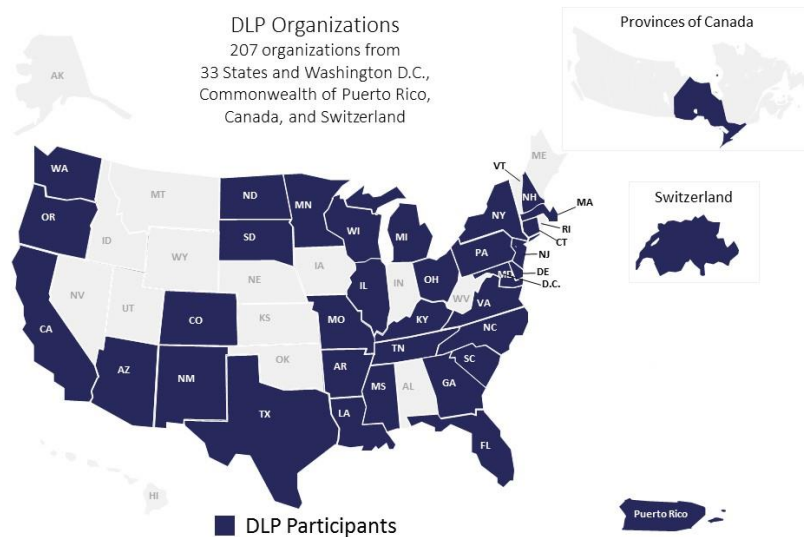 DLP Organizations
207 organizations from
33 States and Washington D.C.,
Commonwealth of Puerto Rico,
Canada, and Switzerland
Provinces of Canada
AK
WA
MT
ND
MN
VT
ME
NH
MA
OR
ID
SD
WI
MI
NY
RI
CT
Switzerland
WY
IA
PA
NJ
NV
NE
IL
IN
OH
MD
DE
D.C.
UT
WV
VA
CA
CO
KS
MO
KY
NC
TN
AZ
NM
OK
AR
SC
MS
AL
GA
TX
LA
FL
HI
Puerto Rico
DLP Participants